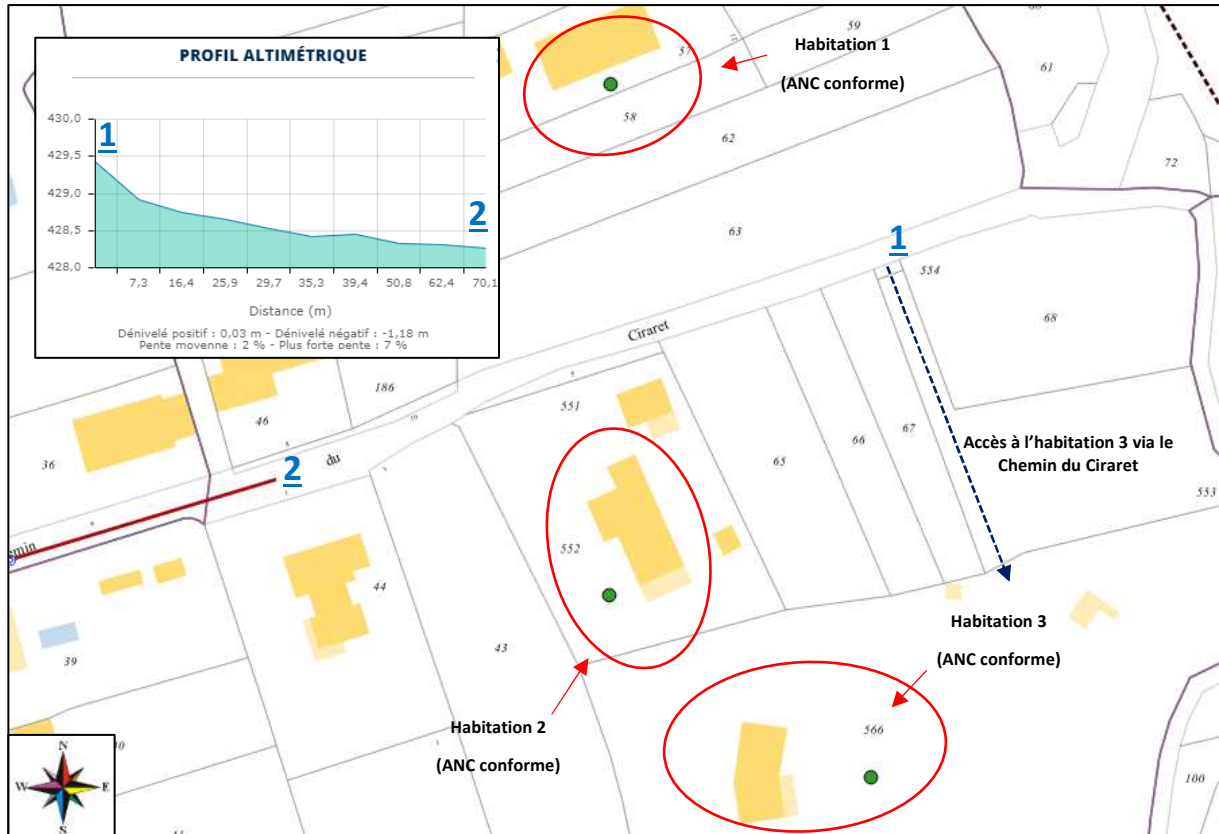 PROFIL ALTIMÉTRIQUE
430,0
429,5
429,0
428,5
428,0
1
2
7,3 16,4 25,9 29,7 35,3 39,4 50,8 62,4 70,1
Distance (m)
Dénivelé positif : 0,03 m - Dénivelé négatif : -1,18 m
Pente moyenne : 2 % - Plus forte pente : 7 %
Habitation 1
(ANC conforme)
57
59
58
62
61
72
63
1
554
68
Ciraret
186
46
551
36
du
2
65
66
67
Accès à l'habitation 3 via le
Chemin du Ciraret
553
552
44
43
39
Habitation 3
(ANC conforme)
Habitation 2
(ANC conforme)
566
100
N
W
E
S